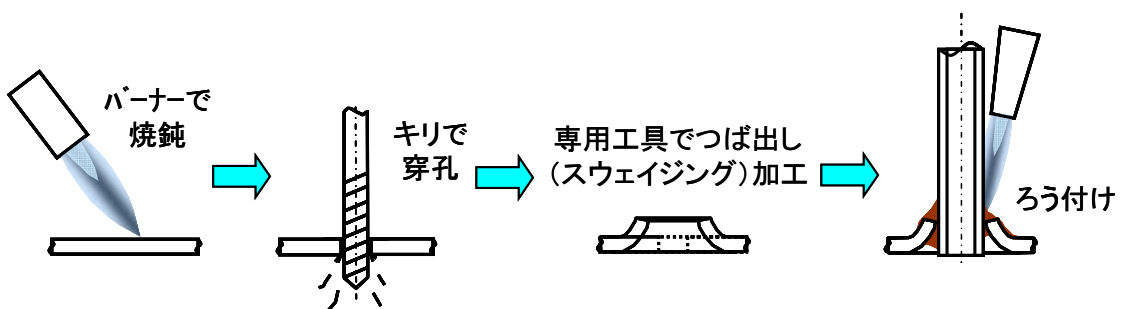 バーナーで
焼鈍
キリで
穿孔
専用工具でつば出し
（スウェイジング）加工
ろう付け